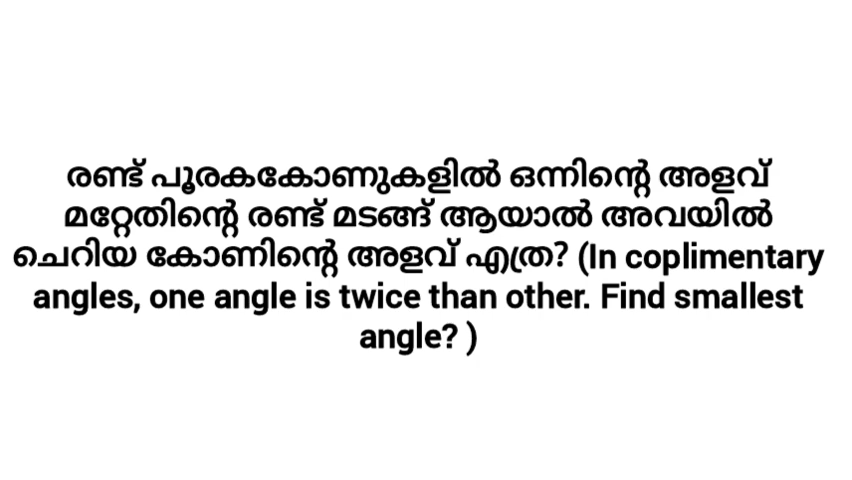 രണ്ട് പൂരകകോണുകളിൽ ഒന്നിന്റെ അളവ്
മറ്റേതിന്റെ രണ്ട് മടങ്ങ് ആയാൽ അവയിൽ
ചെറിയ കോണിന്റെ അളവ് എത്ര? (In coplimentary
angles, one angle is twice than other. Find smallest
angle? )